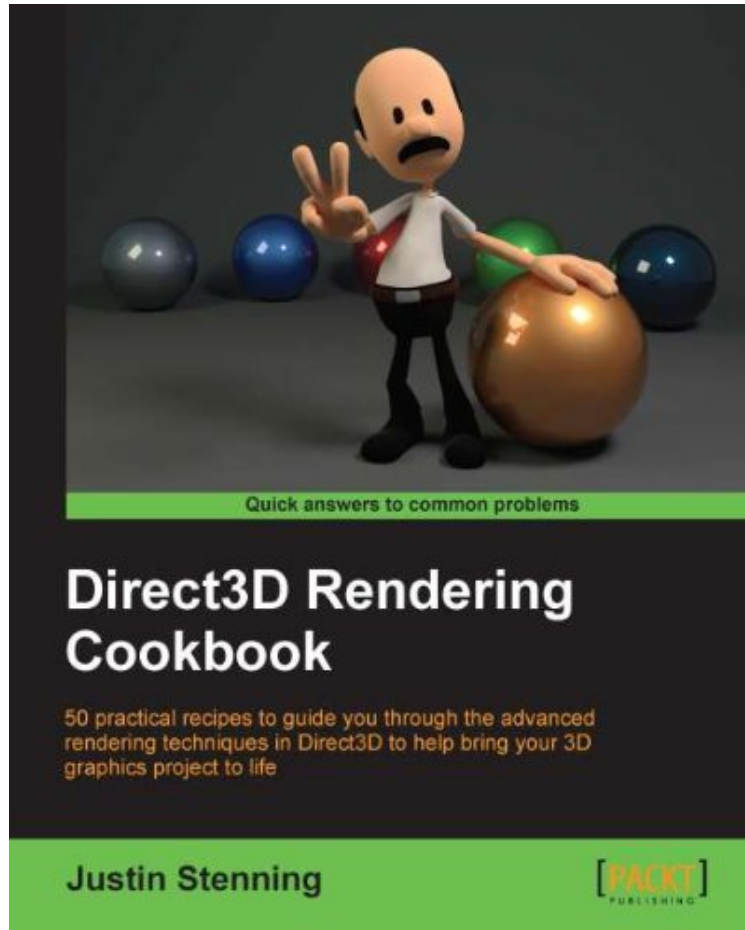 Quick answers to common problems
Direct3D Rendering
Cookbook
50 practical recipes to guide you through the advanced
rendering techniques in Direct3D to help bring your 3D
graphics project to life
Justin Stenning
[PACKT]
PUBLISHING